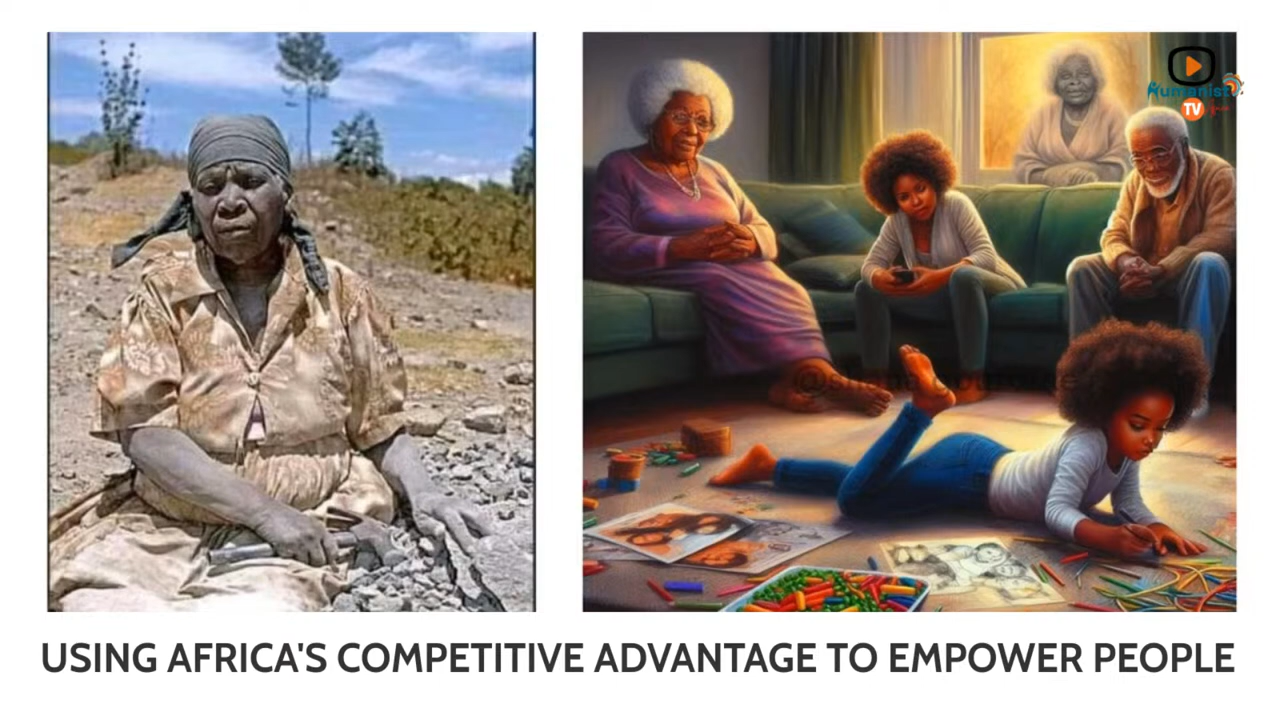 Humanist
TV
USING AFRICA'S COMPETITIVE ADVANTAGE TO EMPOWER PEOPLE